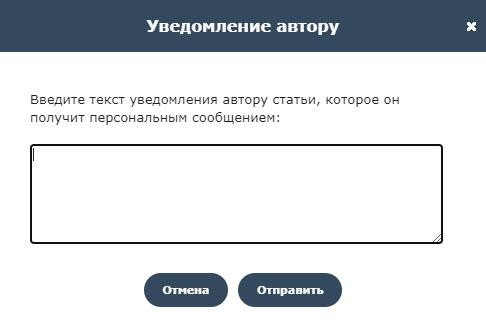 Уведомление автору
Введите текст уведомления автору статьи, которое он
получит персональным сообщением:
Отмена
Отправить